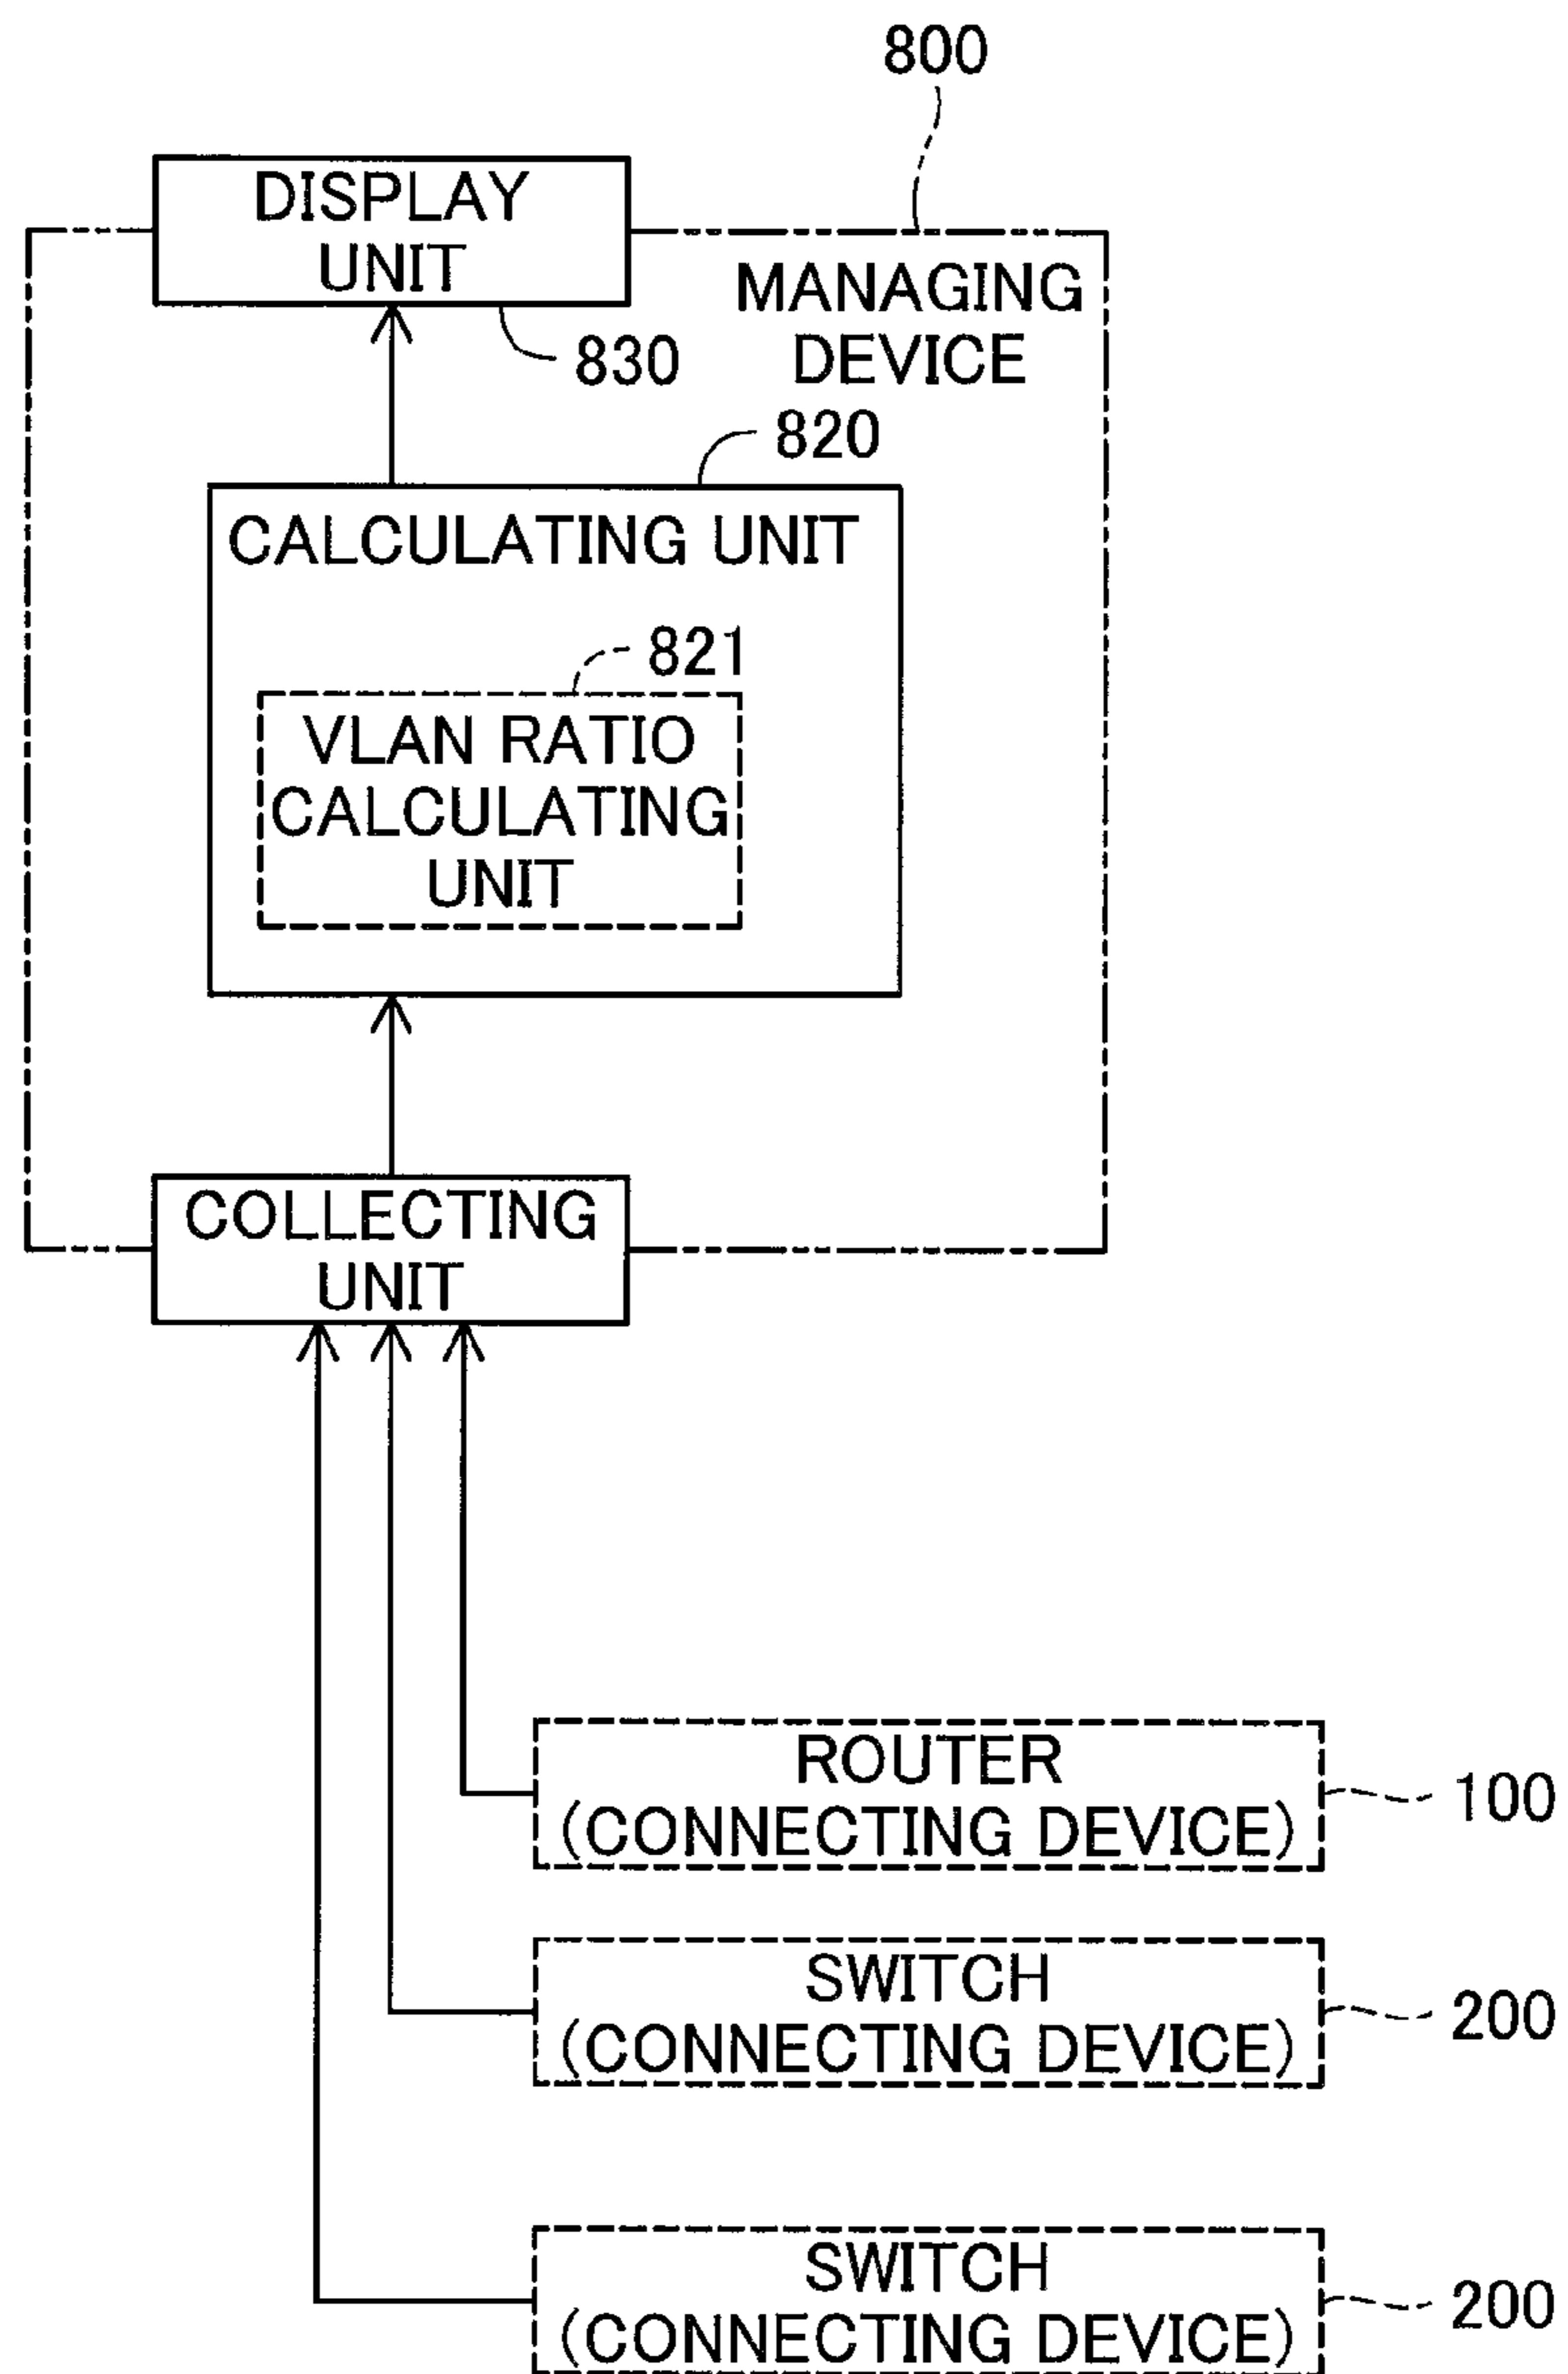 800
DISPLAY
UNIT
MANAGING
DEVICE
830
820
CALCULATING UNIT
821
VLAN RATIO
CALCULATING
UNIT
COLLECTING
UNIT
ROUTER
(CONNECTING DEVICE)
100
SWITCH
(CONNECTING DEVICE)
200
SWITCH
(CONNECTING DEVICE)
200